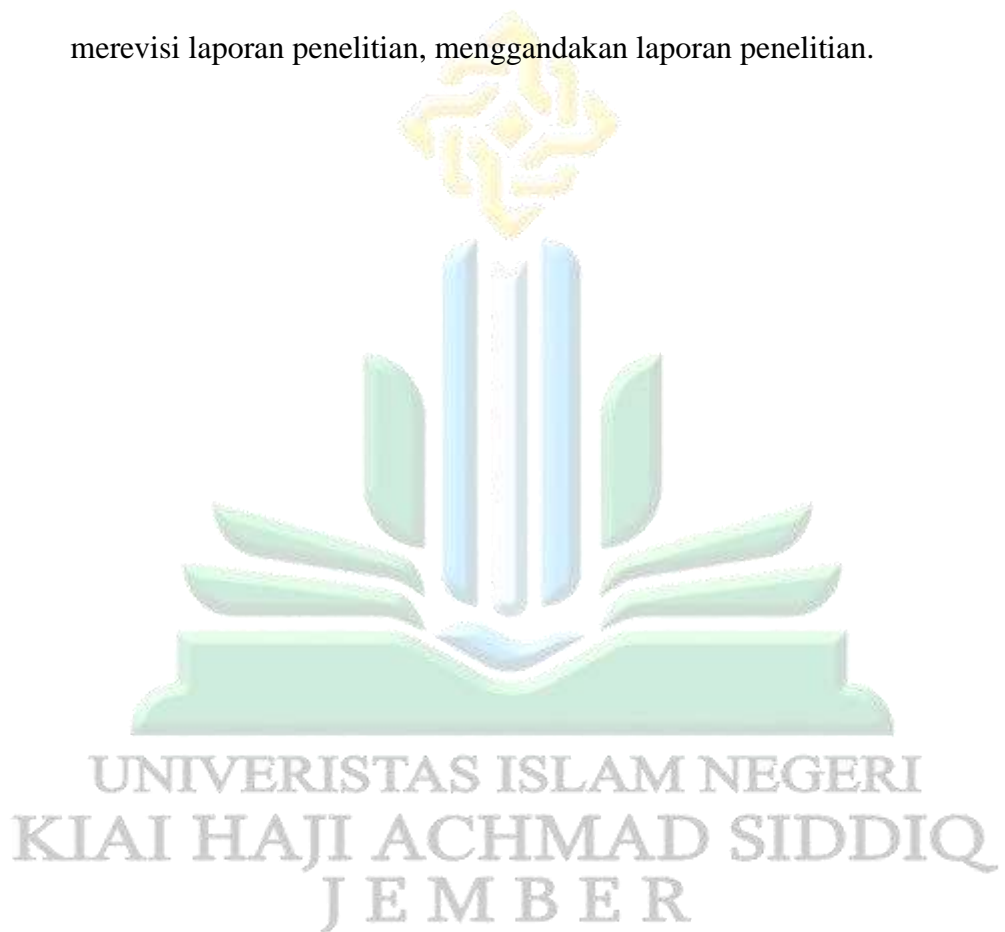 merevisi laporan penelitian, menggandakan laporan penelitian.
UNIVERISTAS ISLAM NEGERI
KIAI HAJI ACHMAD SIDDIQ
JEMBER